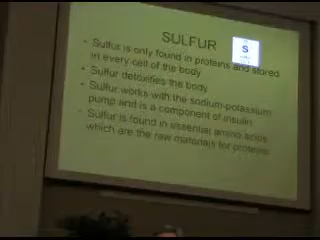 SULFUR
S
• Sulfur is only found in proteins and stored
in every cell of the body
• Sulfur detoxifies the body
• Sulfur works with the sodium-potassium
pump and is a component of insulin
• Sulfur is found in essential amino acids
which are the raw materials for proteins